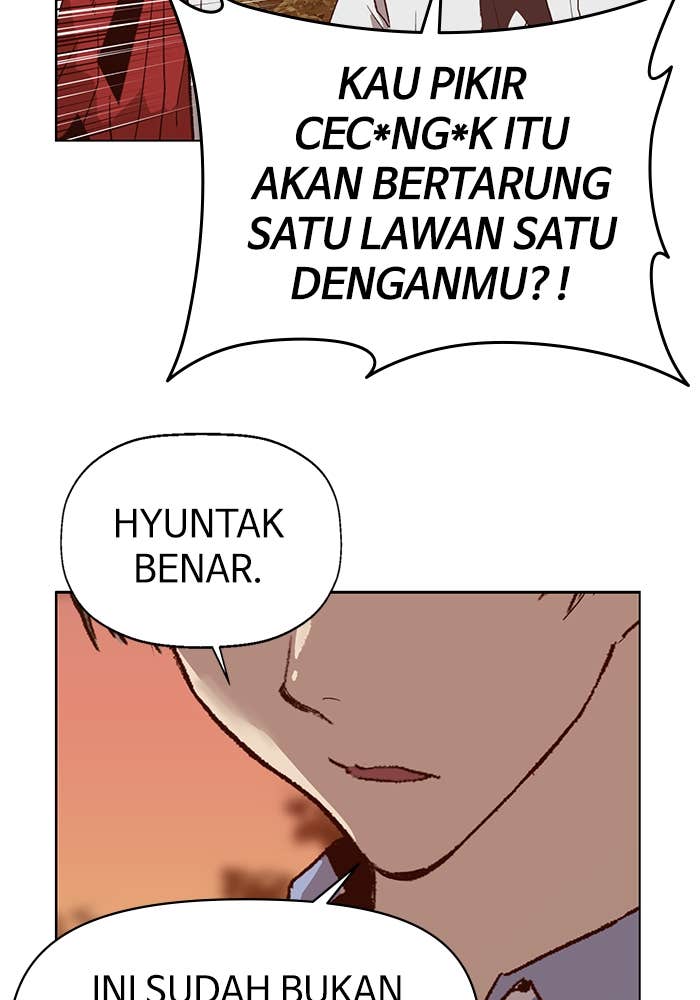 KAU PIKIR
CEC*NG*K ITU
AKAN BERTARUNG
SATU LAWAN SATU
DENGANMU?!
HYUNTAK
BENAR.
INI SUDAH BUKAN